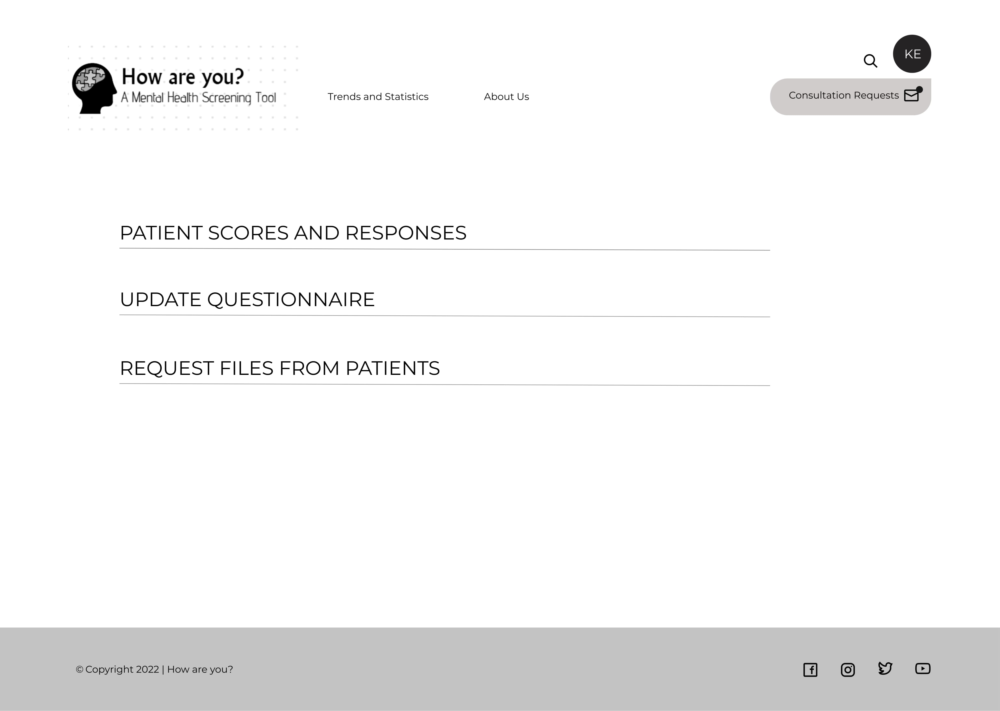 How are you?
A Mental Health Screening Tool
Trends and Statistics
About Us
KE
Consultation Requests
PATIENT SCORES AND RESPONSES
UPDATE QUESTIONNAIRE
REQUEST FILES FROM PATIENTS
© Copyright 2022 | How are you?